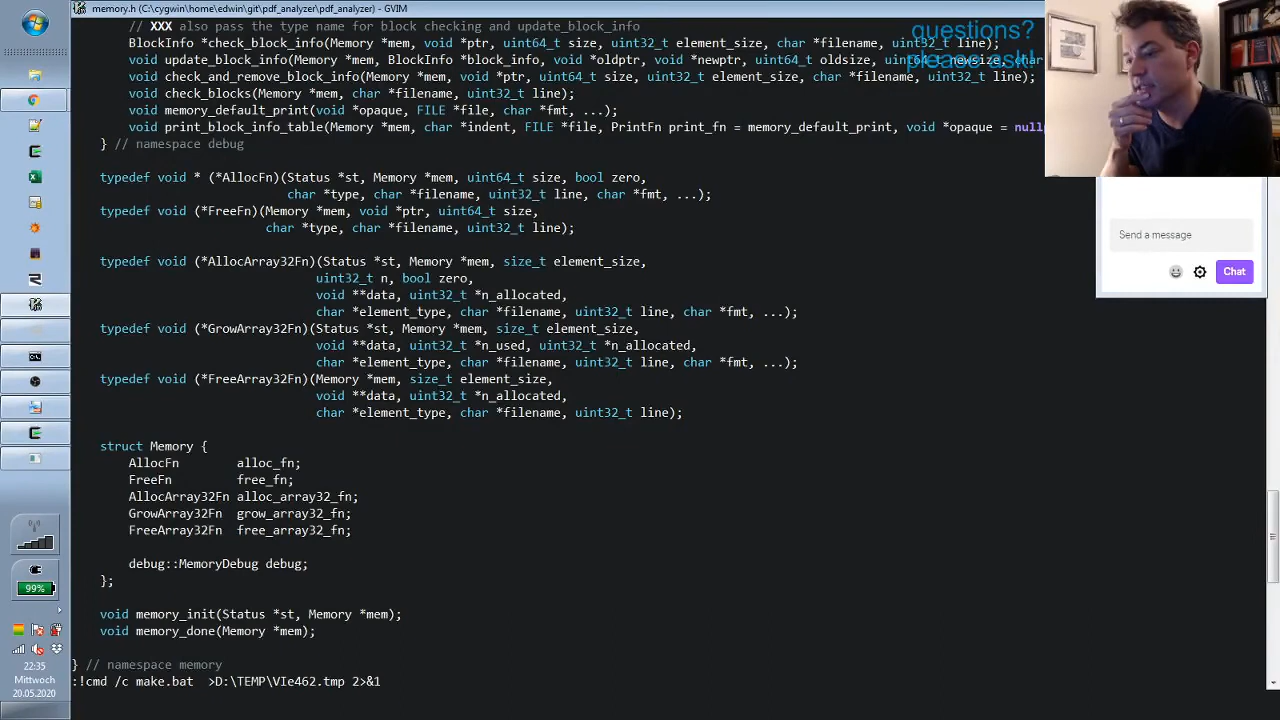 memory.h (C:\cygwin\home\edwin\git\pdf_analyzer\pdf_analyzer) - GVIM
// XXX also pass the type name for block checking and update_block_info
BlockInfo *check_block_info(Memory *mem, void *ptr, uint64_t size, uint32_t element_size, char *filename, uint32_t line);
void update_block_info(Memory *mem, BlockInfo *block_info, void *oldptr, void *newptr, uint64_t oldsize, uint64_t newsize, char
void check_and_remove_block_info(Memory *mem, void *ptr, uint64_t size, uint32_t element_size, char *filename, uint32_t line);
void check_blocks(Memory *mem, char *filename, uint32_t line);
void memory_default_print(void *opaque, FILE *file, char *fmt, ...);
void print_block_info_table(Memory *mem, char *indent, FILE *file, PrintFn print_fn = memory_default_print, void *opaque =
} // namespace debug
typedef void * (*AllocFn)(Status *st, Memory *mem, uint64_t size, bool zero,
char *type, char *filename, uint32_t line, char *fmt, ...);
typedef void (*FreeFn)(Memory *mem, void *ptr, uint64_t size,
char *type, char *filename, uint32_t line);
typedef void (*AllocArray32Fn)(Status *st, Memory *mem, size_t element_size,
uint32_t n, bool zero,
void **data, uint32_t *n_allocated,
char *element_type, char *filename, uint32_t line, char *fmt, ...);
typedef void (*GrowArray32Fn)(Status *st, Memory *mem, size_t element_size,
void **data, uint32_t *n_used, uint32_t *n_allocated,
char *element_type, char *filename, uint32_t line, char *fmt, ...);
typedef void (*FreeArray32Fn)(Memory *mem, size_t element_size,
void **data, uint32_t *n_allocated,
char *element_type, char *filename, uint32_t line);
struct Memory {
AllocFn alloc_fn;
FreeFn free_fn;
AllocArray32Fn alloc_array32_fn;
GrowArray32Fn grow_array32_fn;
FreeArray32Fn free_array32_fn;
debug::MemoryDebug debug;
};
void memory_init(Status *st, Memory *mem);
void memory_done(Memory *mem);
} // namespace memory
:!cmd /c make.bat >D:\TEMP\VIe462.tmp 2>&1
questions?
please ask!
Send a message
Chat
99%
22:35
Mittwoch
20.05.2020